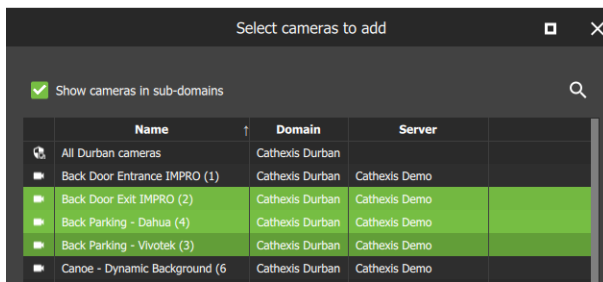 Select cameras to add
Show cameras in sub-domains
Name ↑ Domain Server
All Durban cameras Cathexis Durban
Back Door Entrance IMPRO (1) Cathexis Durban Cathexis Demo
Back Door Exit IMPRO (2) Cathexis Durban Cathexis Demo
Back Parking - Dahua (4) Cathexis Durban Cathexis Demo
Back Parking - Vivotek (3) Cathexis Durban Cathexis Demo
Canoe - Dynamic Background (6 Cathexis Durban Cathexis Demo